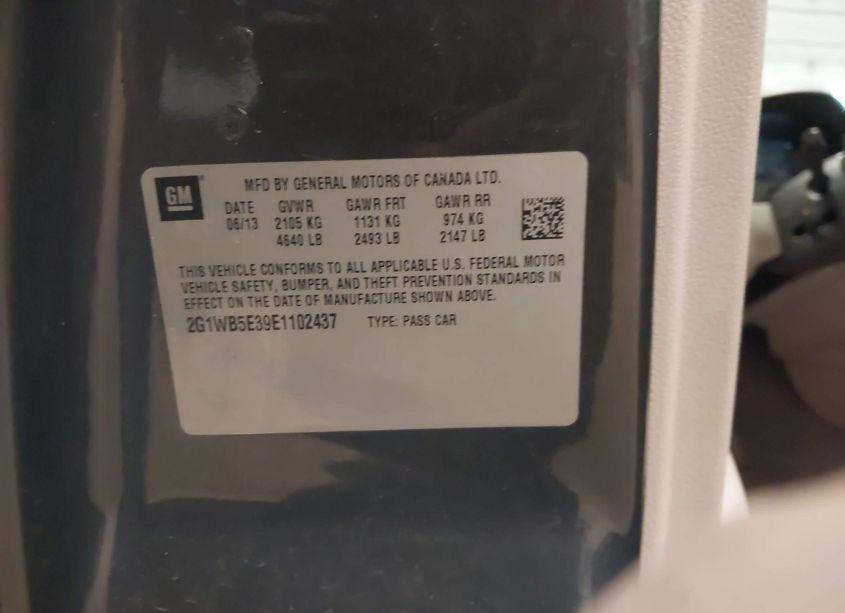 GM
MFD BY GENERAL MOTORS OF CANADA LTD.
DATE GVWR GAWR FRT GAWR RR
06/13 2105 KG 1131 KG 974 KG
4640 LB 2493 LB 2147 LB
THIS VEHICLE CONFORMS TO ALL APPLICABLE U.S. FEDERAL MOTOR
VEHICLE SAFETY, BUMPER, AND THEFT PREVENTION STANDARDS IN
EFFECT ON THE DATE OF MANUFACTURE SHOWN ABOVE.
2G1WB5E39E1102437 TYPE: PASS CAR